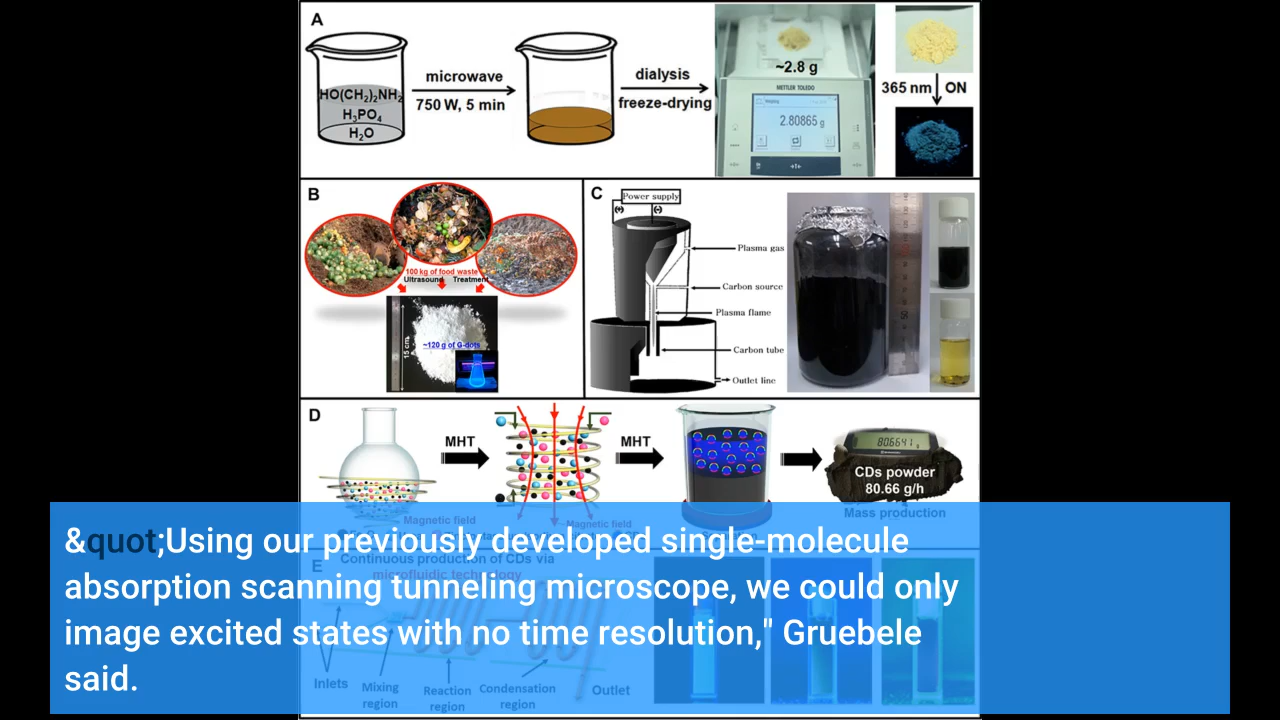 A
HO(CH₂)₂NH₂
H₃PO₄
H₂O
microwave
750 W, 5 min
dialysis
freeze-drying
~2.8 g
METTLER TOLEDO
2.80865 g
365 nm ON
B
100 kg of food waste
Ultrasound Treatment
15 cm
~120 g of G-dots
C
Power supply
(+) (-)
Plasma gas
Carbon source
Plasma flame
Carbon tube
Outlet line
D
MHT
MHT
80.6641
CDs powder
80.66 g/h
Magnetic field
Magnetic field
Mass production
E
Continuous production of CDs via
microfluidic technology
Inlets
Mixing
region
Reaction
region
Condensation
region
Outlet
&quot;Using our previously developed single-molecule
absorption scanning tunneling microscope, we could only
image excited states with no time resolution," Gruebele
said.